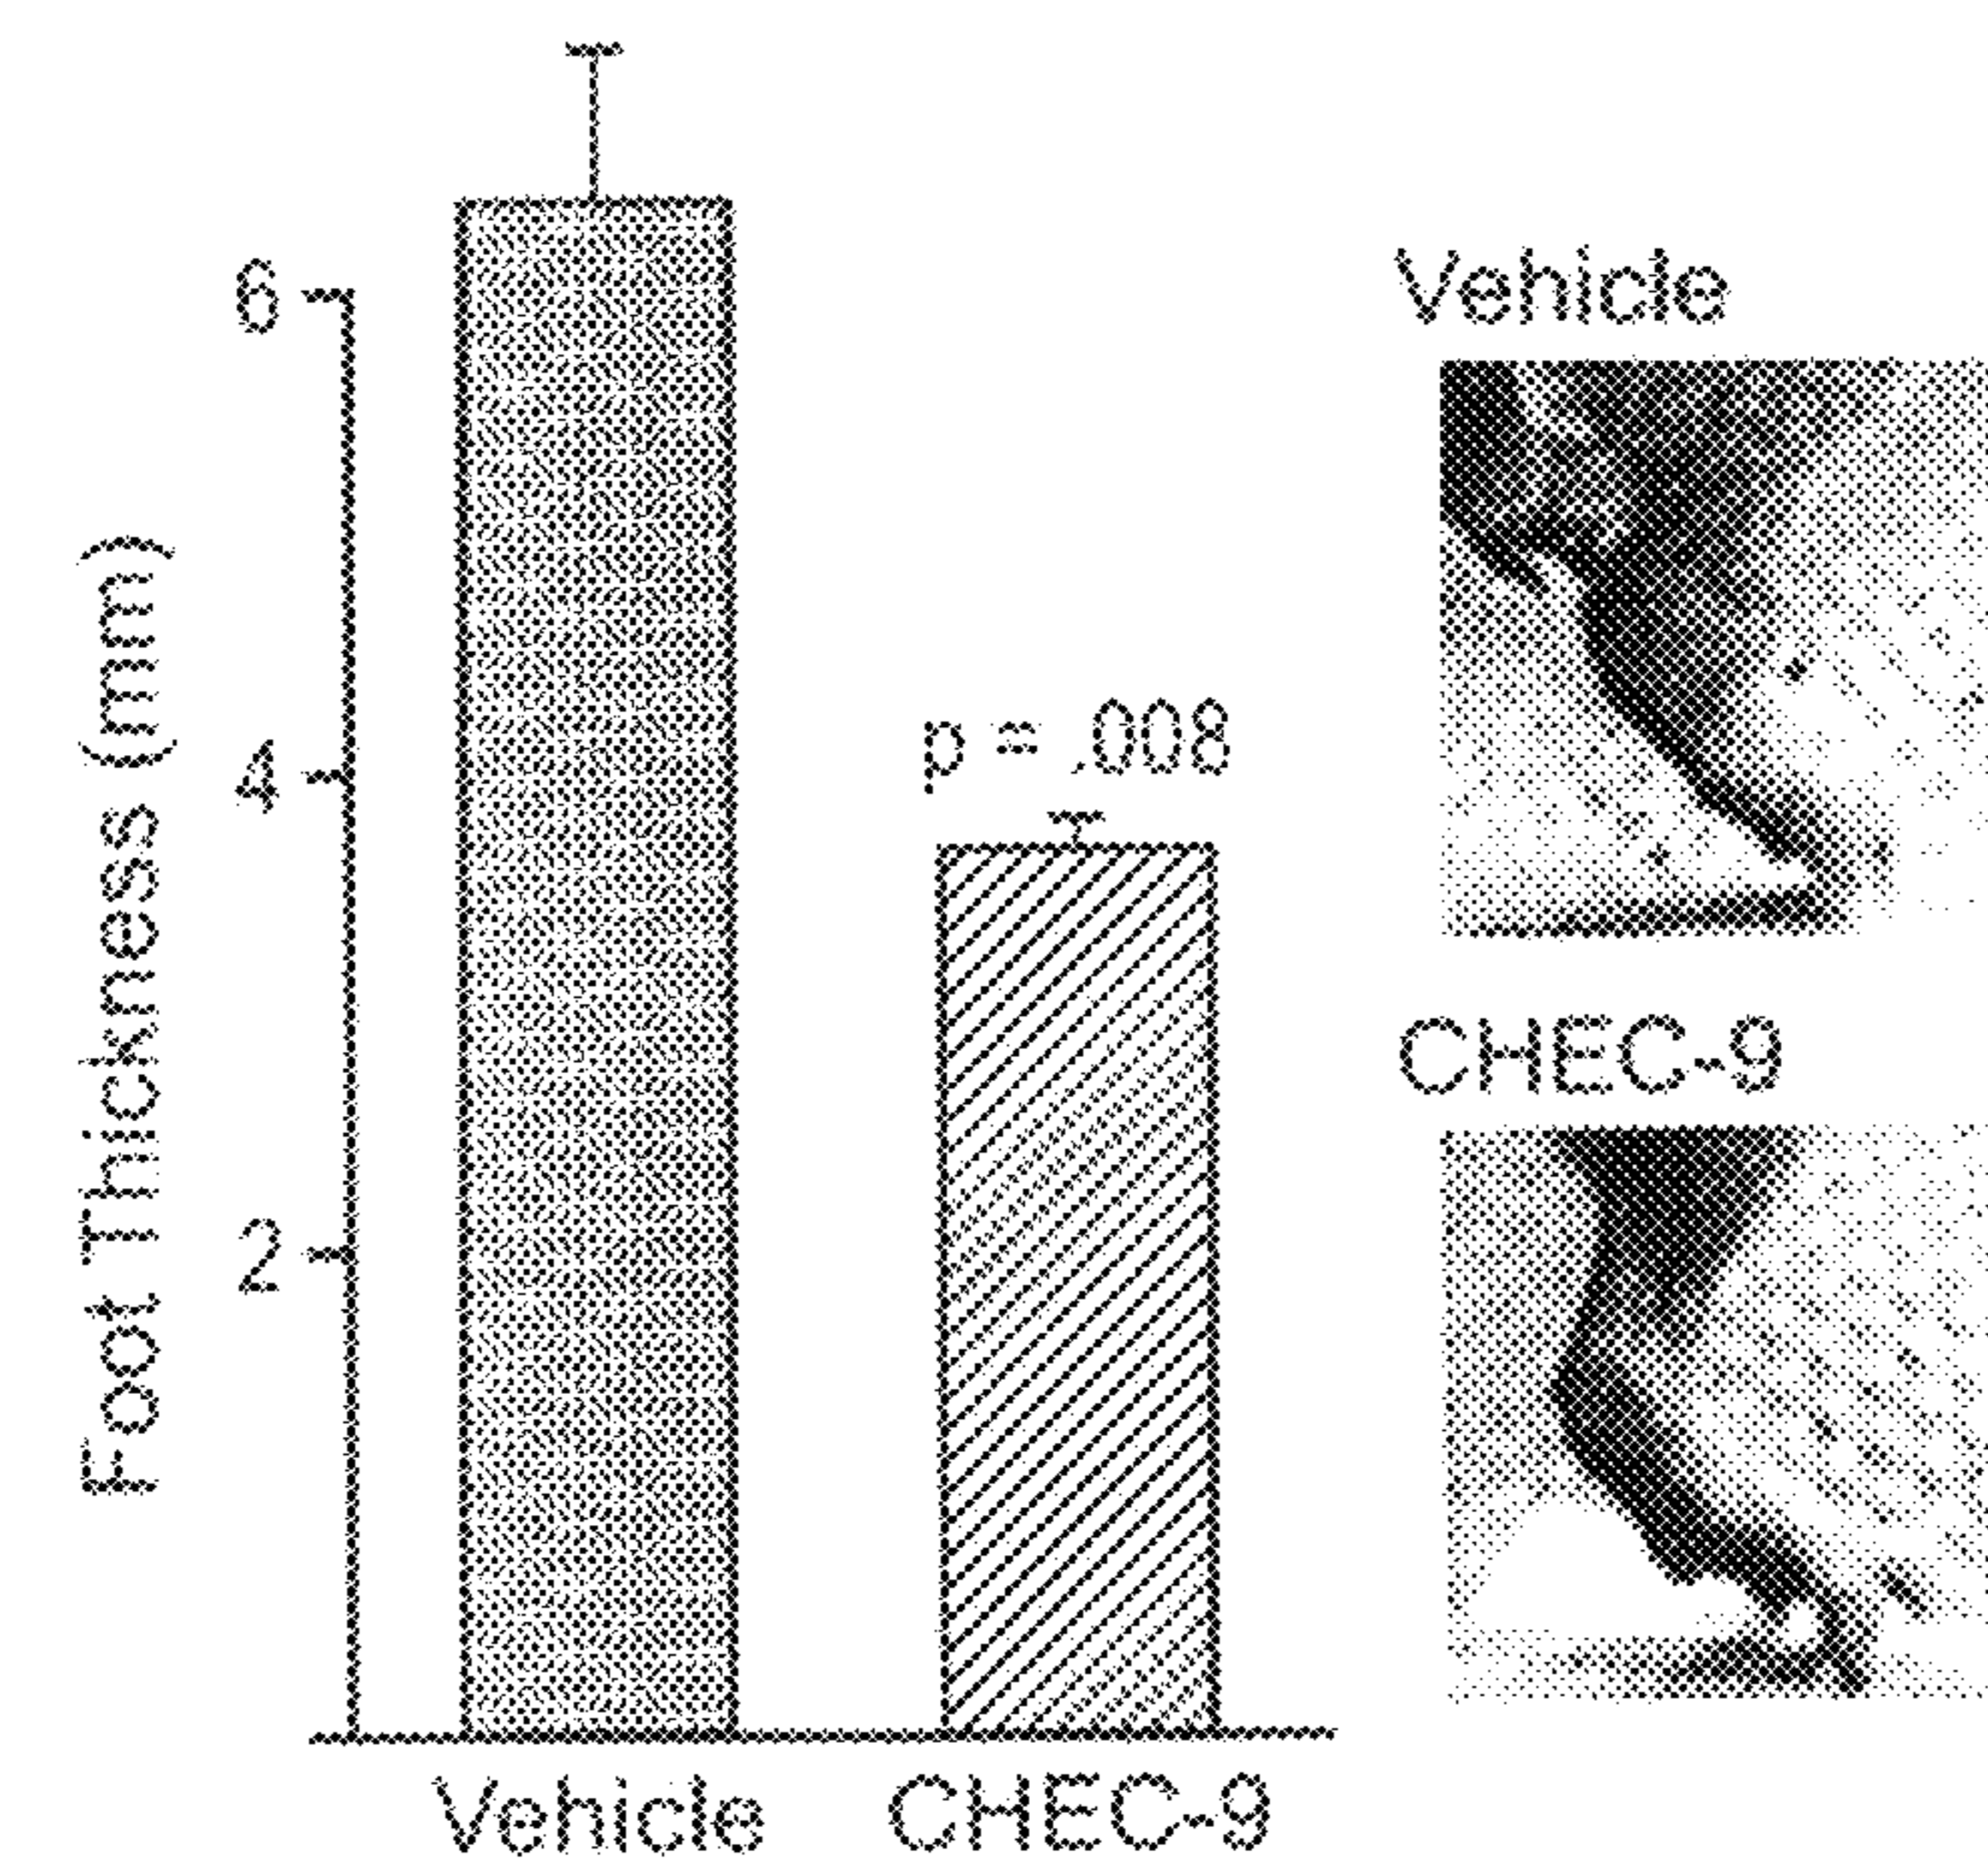 Foot Thickness (mm)
6
4
2
p = .008
Vehicle
CHEC-9
Vehicle
CHEC-9